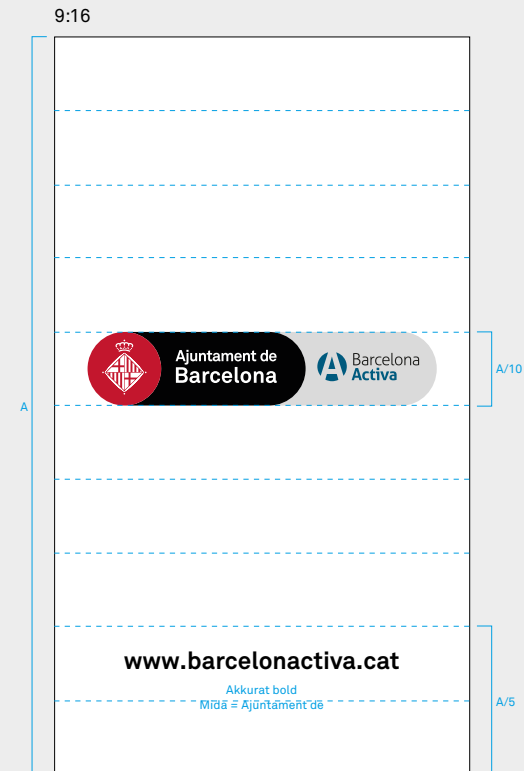 9:16
A
Ajuntament de
Barcelona
Barcelona
Activa
A/10
www.barcelonactiva.cat
Akkurat bold
Mida = Ajuntament de
A/5